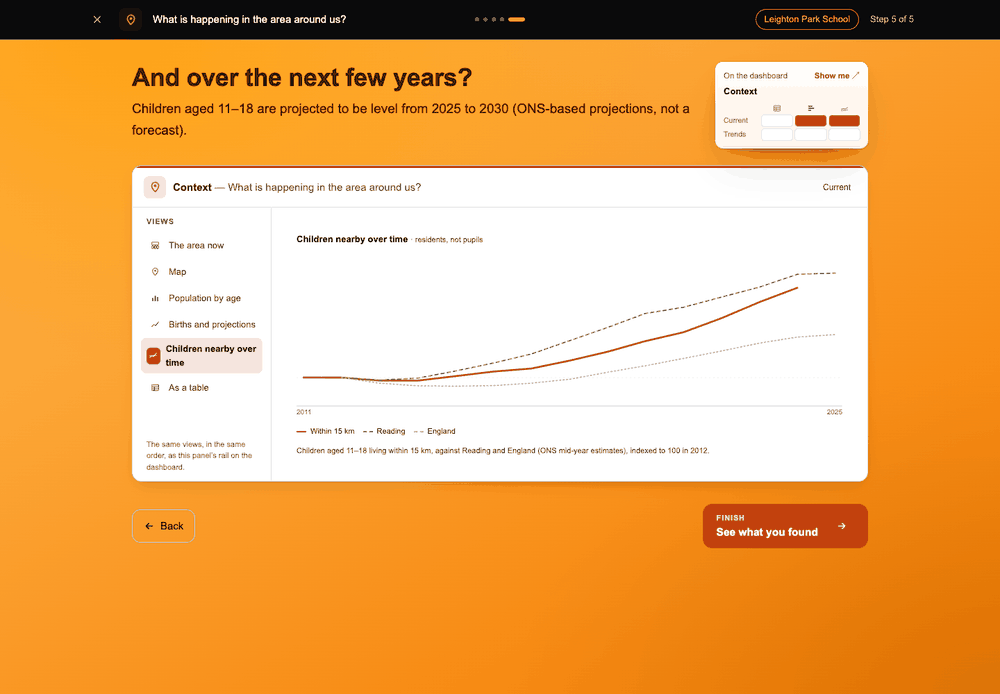 What is happening in the area around us?
Leighton Park School
Step 5 of 5
And over the next few years?
Children aged 11–18 are projected to be level from 2025 to 2030 (ONS-based projections, not a
forecast).
On the dashboard
Show me
Context
Current
Trends
Context — What is happening in the area around us?
Current
VIEWS
The area now
Map
Population by age
Births and projections
Children nearby over
time
As a table
The same views, in the same
order, as this panel's rail on the
dashboard.
Children nearby over time · residents, not pupils
2011
2025
Within 15 km
Reading
England
Children aged 11–18 living within 15 km, against Reading and England (ONS mid-year estimates), indexed to 100 in 2012.
Back
FINISH
See what you found